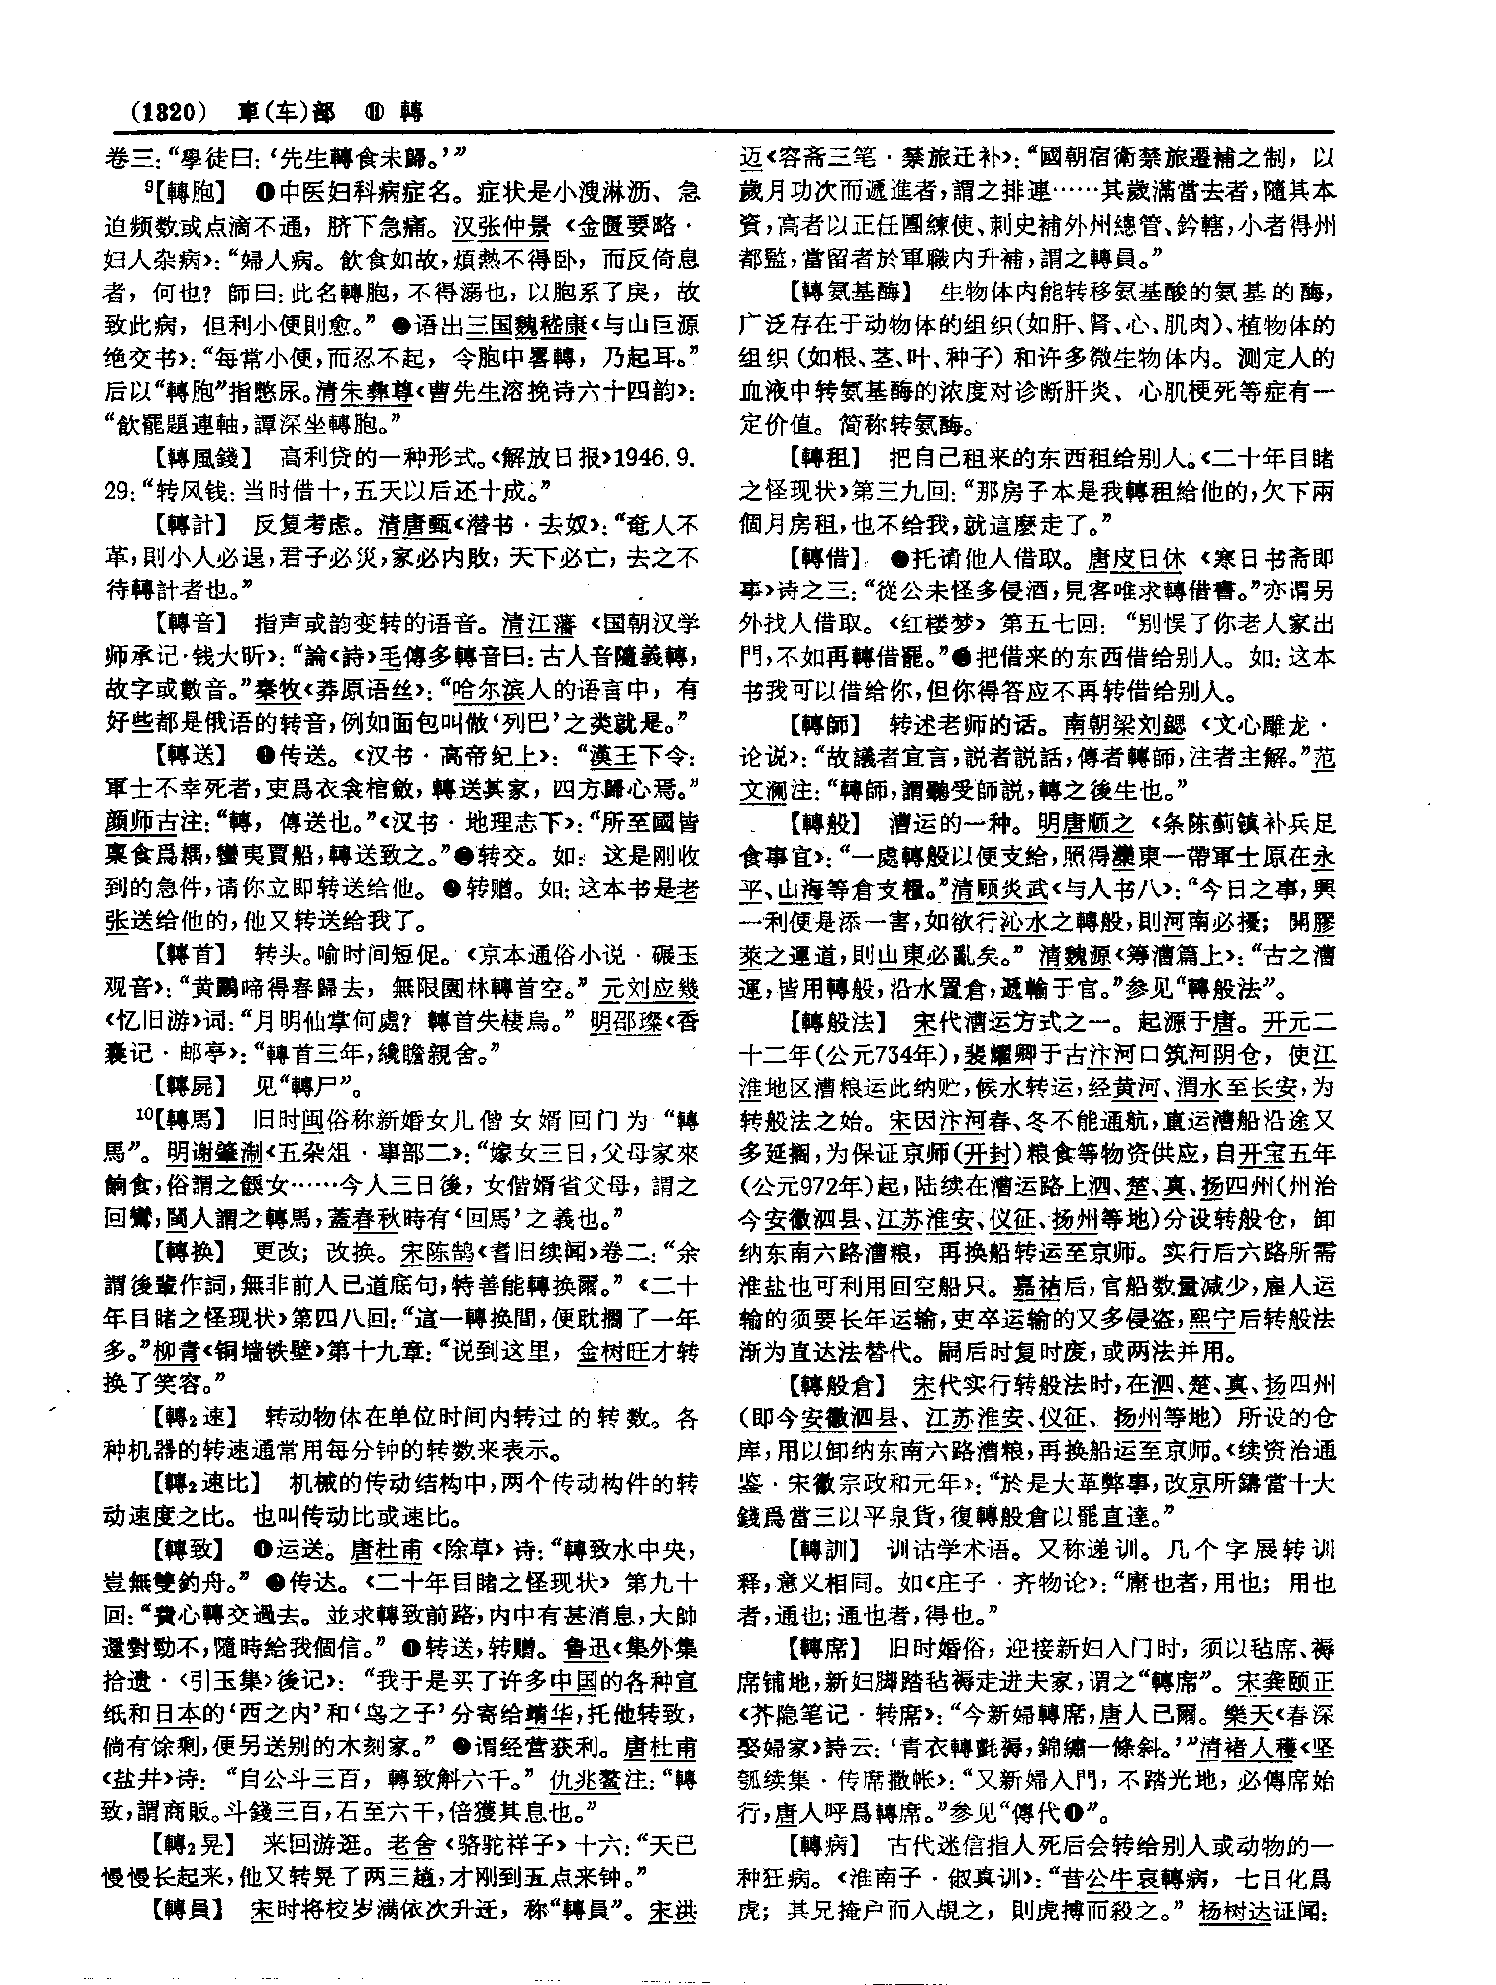 (1320) 車(车)部 ⑪ 轉
卷三:“學徒曰:‘先生轉食未歸。’”
⁹【轉胞】 ❶中医妇科病症名。症状是小溲淋沥、急
迫频数或点滴不通，脐下急痛。汉张仲景《金匮要略·
妇人杂病》:“婦人病。飲食如故，煩熱不得卧，而反倚息
者，何也？師曰:此名轉胞，不得溺也，以胞系了戾，故
致此病，但利小便則愈。”❷语出三国魏嵇康《与山巨源
绝交书》:“每常小便，而忍不起，令胞中畧轉，乃起耳。”
后以“轉胞”指憋尿。清朱彝尊《曹先生溶挽诗六十四韵》:
“飲罷題連軸，譚深坐轉胞。”
【轉風錢】 高利贷的一种形式。《解放日报》1946.9.
29:“转风钱:当时借十，五天以后还十成。”
【轉計】 反复考虑。清唐甄《潜书·去奴》:“奄人不
革，則小人必逞，君子必災，家必内敗，天下必亡，去之不
待轉計者也。”
【轉音】 指声或韵变转的语音。清江藩《国朝汉学
师承记·钱大昕》:“論《詩》毛傳多轉音曰:古人音隨義轉，
故字或數音。”秦牧《莽原语丝》:“哈尔滨人的语言中，有
好些都是俄语的转音，例如面包叫做‘列巴’之类就是。”
【轉送】 ❶传送。《汉书·高帝纪上》:“漢王下令:
軍士不幸死者，吏爲衣衾棺斂，轉送其家，四方歸心焉。”
颜师古注:“轉，傳送也。”《汉书·地理志下》:“所至國皆
稟食爲耦，蠻夷賈船，轉送致之。”❷转交。如:这是刚收
到的急件，请你立即转送给他。❸转赠。如:这本书是老
张送给他的，他又转送给我了。
【轉首】 转头。喻时间短促。《京本通俗小说·碾玉
观音》:“黄鸝啼得春歸去，無限園林轉首空。”元刘应幾
《忆旧游》词:“月明仙掌何處？轉首失棲烏。”明邵璨《香
囊记·邮亭》:“轉首三年，纔瞻親舍。”
【轉屍】 见“轉尸”。
¹⁰【轉馬】 旧时闽俗称新婚女儿偕女婿回门为“轉
馬”。明谢肇淛《五杂俎·事部二》:“嫁女三日，父母家來
餉食，俗謂之餪女……今人三日後，女偕婿省父母，謂之
回鸞，閩人謂之轉馬，蓋春秋時有‘回馬’之義也。”
【轉换】 更改；改换。宋陈鹄《耆旧续闻》卷二:“余
謂後輩作詞，無非前人已道底句，特善能轉换爾。”《二十
年目睹之怪现状》第四八回:“這一轉换間，便耽擱了一年
多。”柳青《铜墙铁壁》第十九章:“说到这里，金树旺才转
换了笑容。”
【轉₂速】 转动物体在单位时间内转过的转数。各
种机器的转速通常用每分钟的转数来表示。
【轉₂速比】 机械的传动结构中，两个传动构件的转
动速度之比。也叫传动比或速比。
【轉致】 ❶运送。唐杜甫《除草》诗:“轉致水中央，
豈無雙釣舟。”❷传达。《二十年目睹之怪现状》第九十
回:“費心轉交過去。並求轉致前路，内中有甚消息，大帥
還對勁不，隨時給我個信。”❸转送，转赠。鲁迅《集外集
拾遗·〈引玉集〉後记》:“我于是买了许多中国的各种宣
纸和日本的‘西之内’和‘鸟之子’分寄给靖华，托他转致，
倘有馀剩，便另送别的木刻家。”❹谓经营获利。唐杜甫
《盐井》诗:“自公斗三百，轉致斛六千。”仇兆鳌注:“轉
致，謂商販。斗錢三百，石至六千，倍獲其息也。”
【轉₂晃】 来回游逛。老舍《骆驼祥子》十六:“天已
慢慢长起来，他又转晃了两三趟，才刚到五点来钟。”
【轉員】 宋时将校岁满依次升迁，称“轉員”。宋洪
迈《容斋三笔·禁旅迁补》:“國朝宿衛禁旅遷補之制，以
歲月功次而遞進者，謂之排連……其歲滿當去者，隨其本
資，高者以正任團練使、刺史補外州總管、鈐轄，小者得州
都監，當留者於軍職内升補，謂之轉員。”
【轉氨基酶】 生物体内能转移氨基酸的氨基的酶，
广泛存在于动物体的组织(如肝、肾、心、肌肉)、植物体的
组织(如根、茎、叶、种子)和许多微生物体内。测定人的
血液中转氨基酶的浓度对诊断肝炎、心肌梗死等症有一
定价值。简称转氨酶。
【轉租】 把自己租来的东西租给别人。《二十年目睹
之怪现状》第三九回:“那房子本是我轉租給他的，欠下兩
個月房租，也不给我，就這麽走了。”
【轉借】 ❶托请他人借取。唐皮日休《寒日书斋即
事》诗之三:“從公未怪多侵酒，見客唯求轉借書。”亦谓另
外找人借取。《红楼梦》第五七回:“别悞了你老人家出
門，不如再轉借罷。”❷把借来的东西借给别人。如:这本
书我可以借给你，但你得答应不再转借给别人。
【轉師】 转述老师的话。南朝梁刘勰《文心雕龙·
论说》:“故議者宜言，説者説話，傳者轉師，注者主解。”范
文澜注:“轉師，謂聽受師説，轉之後生也。”
【轉般】 漕运的一种。明唐顺之《条陈蓟镇补兵足
食事宜》:“一處轉般以便支給，照得灤東一帶軍士原在永
平、山海等倉支糧。”清顾炎武《与人书八》:“今日之事，興
一利便是添一害，如欲行沁水之轉般，則河南必擾；開膠
萊之運道，則山東必亂矣。”清魏源《筹漕篇上》:“古之漕
運，皆用轉般，沿水置倉，遞輸于官。”参见“轉般法”。
【轉般法】 宋代漕运方式之一。起源于唐。开元二
十二年(公元734年)，裴耀卿于古汴河口筑河阴仓，使江
淮地区漕粮运此纳贮，候水转运，经黄河、渭水至长安，为
转般法之始。宋因汴河春、冬不能通航，直运漕船沿途又
多延搁，为保证京师(开封)粮食等物资供应，自开宝五年
(公元972年)起，陆续在漕运路上泗、楚、真、扬四州(州治
今安徽泗县、江苏淮安、仪征、扬州等地)分设转般仓，卸
纳东南六路漕粮，再换船转运至京师。实行后六路所需
淮盐也可利用回空船只。嘉祐后，官船数量减少，雇人运
输的须要长年运输，吏卒运输的又多侵盗，熙宁后转般法
渐为直达法替代。嗣后时复时废，或两法并用。
【轉般倉】 宋代实行转般法时，在泗、楚、真、扬四州
(即今安徽泗县、江苏淮安、仪征、扬州等地)所设的仓
库，用以卸纳东南六路漕粮，再换船运至京师。《续资治通
鉴·宋徽宗政和元年》:“於是大革弊事，改京所鑄當十大
錢爲當三以平泉貨，復轉般倉以罷直達。”
【轉訓】 训诂学术语。又称递训。几个字展转训
释，意义相同。如《庄子·齐物论》:“庸也者，用也；用也
者，通也；通也者，得也。”
【轉席】 旧时婚俗，迎接新妇入门时，须以毡席、褥
席铺地，新妇脚踏毡褥走进夫家，谓之“轉席”。宋龚颐正
《芥隐笔记·转席》:“今新婦轉席，唐人已爾。樂天《春深
娶婦家》詩云:‘青衣轉氈褥，錦繡一條斜。’”清褚人穫《坚
瓠续集·传席撒帐》:“又新婦入門，不踏光地，必傳席始
行，唐人呼爲轉席。”参见“傳代❶”。
【轉病】 古代迷信指人死后会转给别人或动物的一
种狂病。《淮南子·俶真训》:“昔公牛哀轉病，七日化爲
虎；其兄掩户而入覘之，則虎搏而殺之。”杨树达证闻: